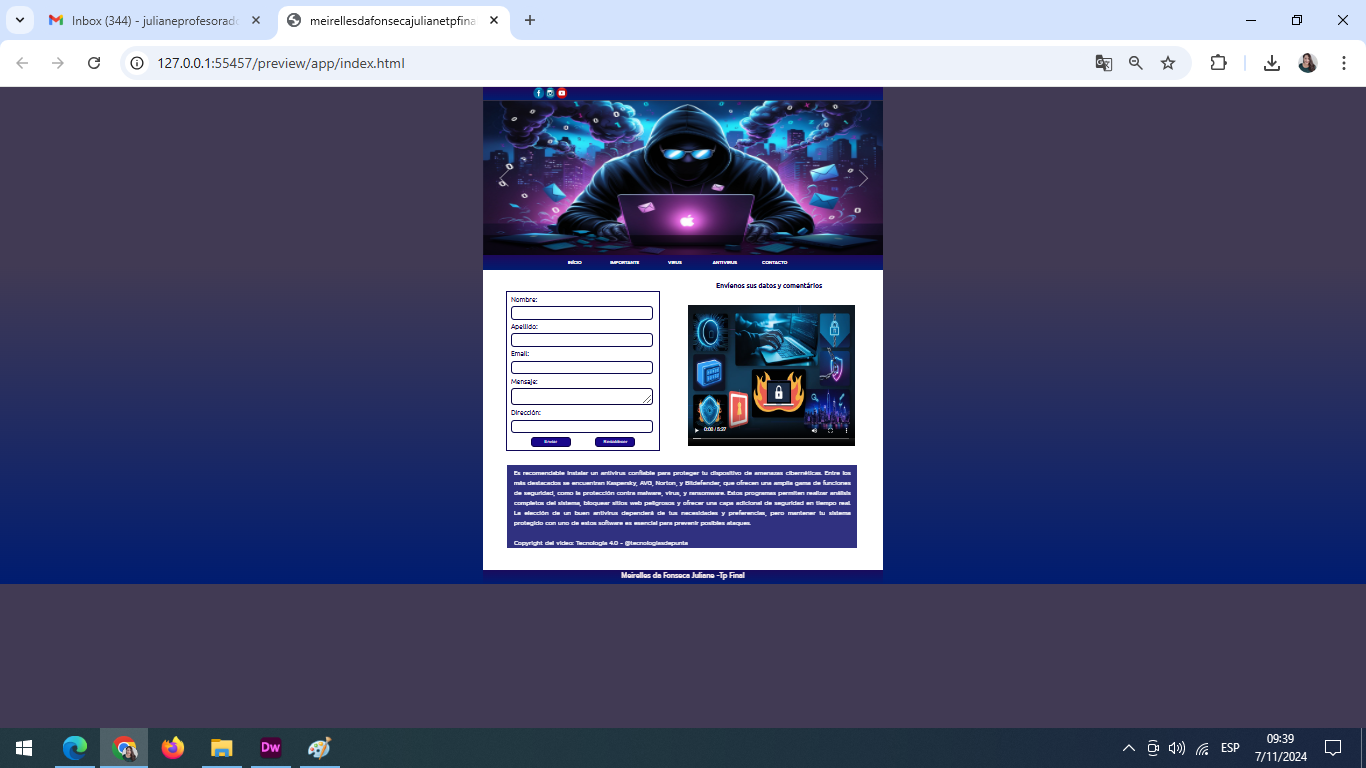 Inbox (344) - julianeprofesorad
meirellesdafonsecajulianetpfina
127.0.0.1:55457/preview/app/index.html
INÍCIO IMPORTANTE VIRUS ANTIVIRUS CONTACTO
Envíenos sus datos y comentários
Nombre:
Apellido:
Email:
Mensaje:
Dirección:
Enviar Restablecer
0:00 / 5:27
Es recomendable instalar un antivirus confiable para proteger tu dispositivo de amenazas cibernéticas. Entre los
más destacados se encuentran Kaspersky, AVG, Norton, y Bitdefender, que ofrecen una amplia gama de funciones
de seguridad, como la protección contra malware, virus, y ransomware. Estos programas permiten realizar análisis
completos del sistema, bloquear sitios web peligrosos y ofrecer una capa adicional de seguridad en tiempo real.
La elección de un buen antivirus dependerá de tus necesidades y preferencias, pero mantener tu sistema
protegido con uno de estos software es esencial para prevenir posibles ataques.
Copyright del video: Tecnología 4.0 - @tecnologiasdepunta
Meirelles da Fonseca Juliane -Tp Final
Dw
ESP
09:39
7/11/2024